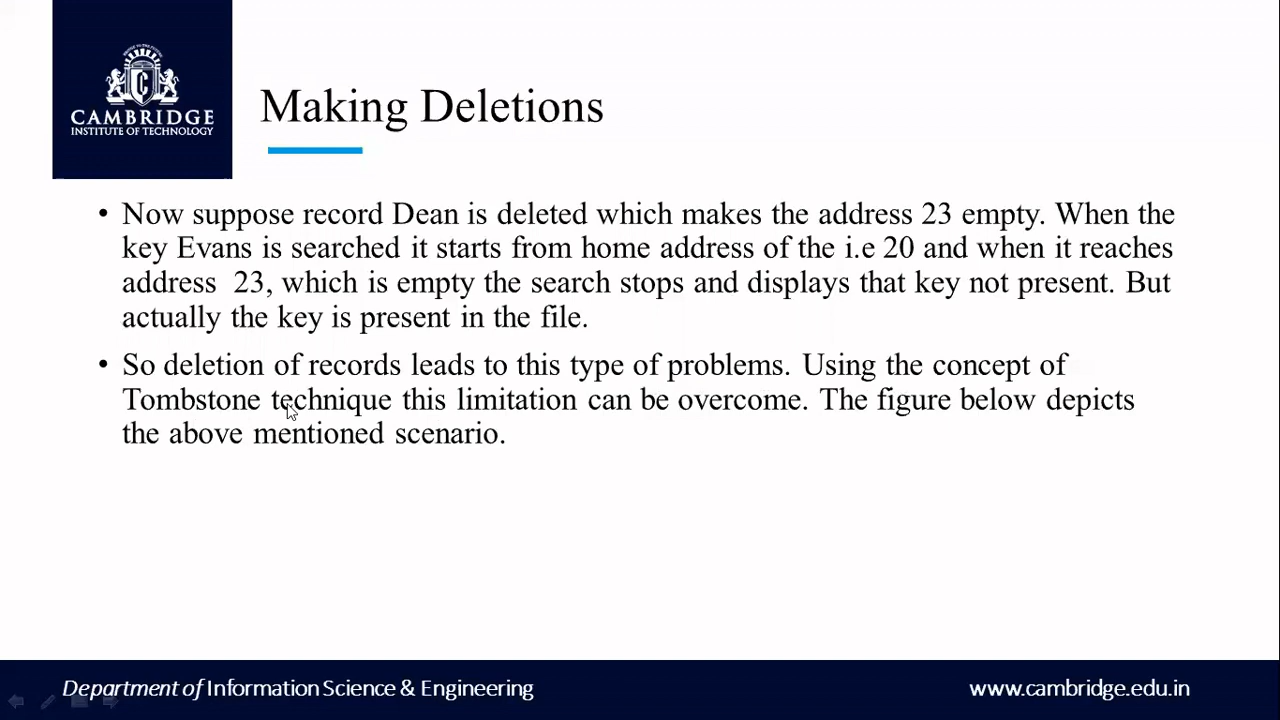 CAMBRIDGE
INSTITUTE OF TECHNOLOGY
Making Deletions
• Now suppose record Dean is deleted which makes the address 23 empty. When the
key Evans is searched it starts from home address of the i.e 20 and when it reaches
address 23, which is empty the search stops and displays that key not present. But
actually the key is present in the file.
• So deletion of records leads to this type of problems. Using the concept of
Tombstone technique this limitation can be overcome. The figure below depicts
the above mentioned scenario.
Department of Information Science & Engineering
www.cambridge.edu.in